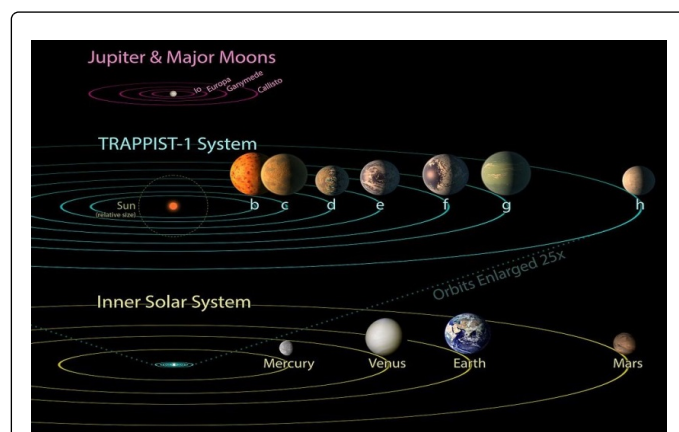 Jupiter & Major Moons
Io
Europa
Ganymede
Callisto
TRAPPIST-1 System
Sun
(relative size)
b
c
d
e
f
g
h
Orbits Enlarged 25x
Inner Solar System
Mercury
Venus
Earth
Mars